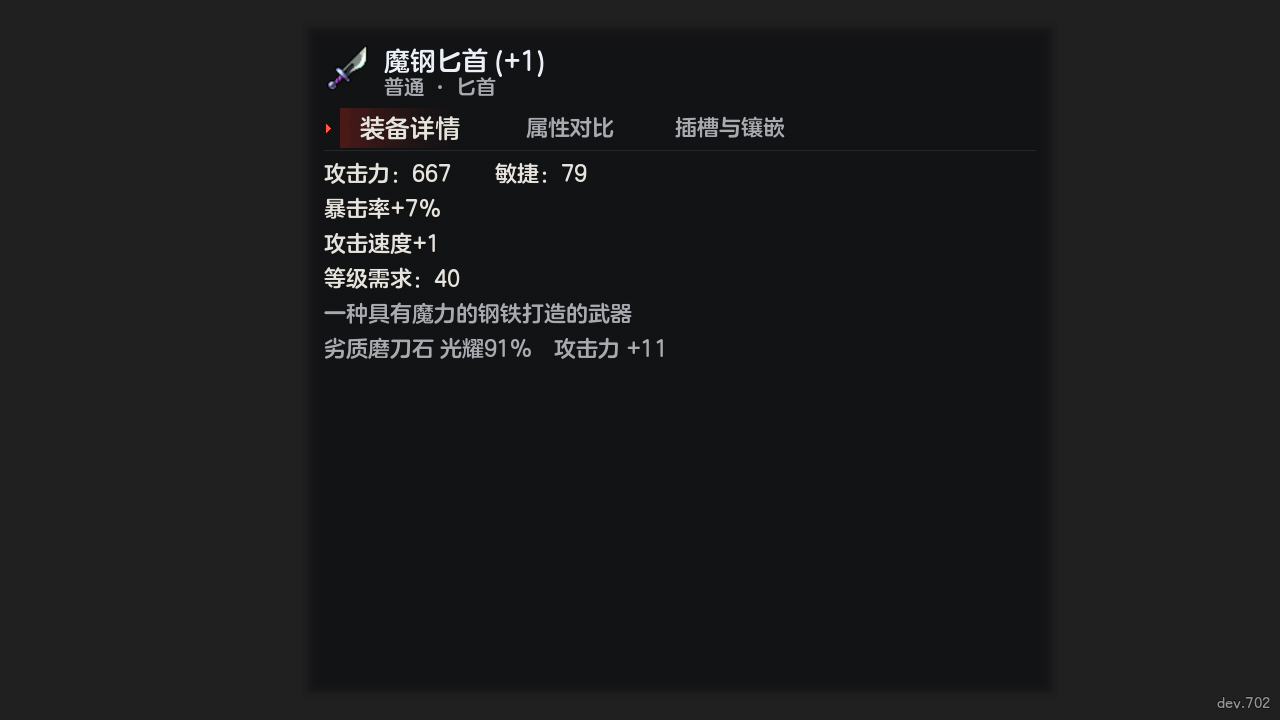 魔钢匕首 (+1)
普通 · 匕首
装备详情 属性对比 插槽与镶嵌
攻击力：667 敏捷：79
暴击率+7%
攻击速度+1
等级需求：40
一种具有魔力的钢铁打造的武器
劣质磨刀石 光耀91% 攻击力 +11
dev.702